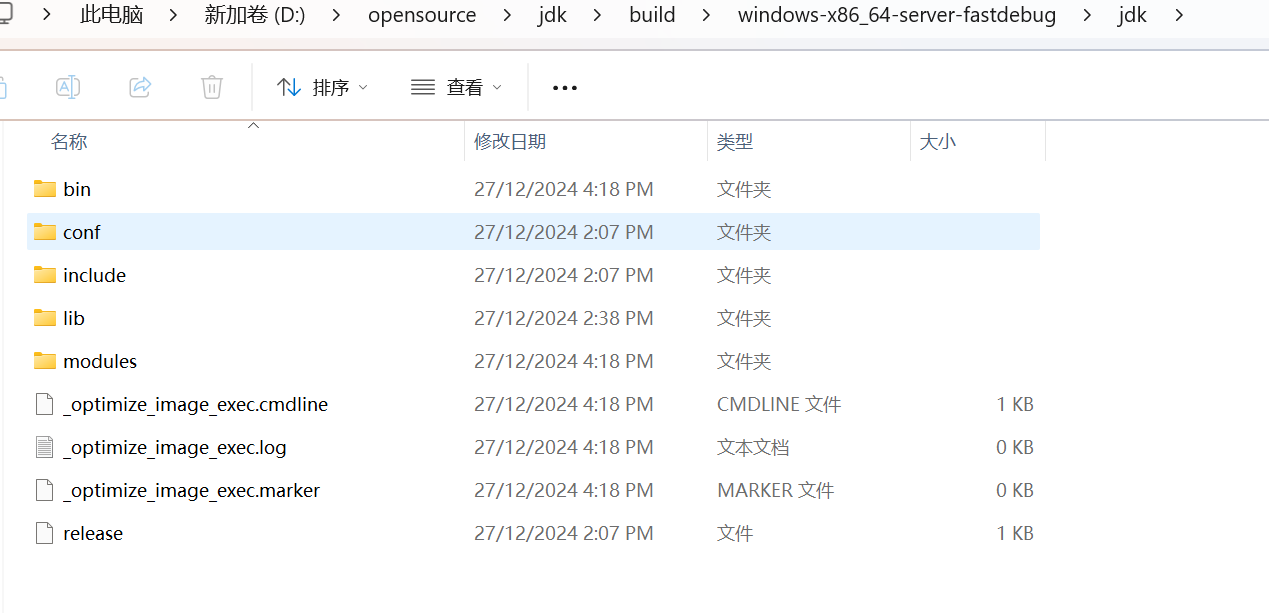 此电脑 > 新加卷 (D:) > opensource > jdk > build > windows-x86_64-server-fastdebug > jdk >
排序 查看 •••
名称 修改日期 类型 大小
bin 27/12/2024 4:18 PM 文件夹
conf 27/12/2024 2:07 PM 文件夹
include 27/12/2024 2:07 PM 文件夹
lib 27/12/2024 2:38 PM 文件夹
modules 27/12/2024 4:18 PM 文件夹
_optimize_image_exec.cmdline 27/12/2024 4:18 PM CMDLINE 文件 1 KB
_optimize_image_exec.log 27/12/2024 4:18 PM 文本文档 0 KB
_optimize_image_exec.marker 27/12/2024 4:18 PM MARKER 文件 0 KB
release 27/12/2024 2:07 PM 文件 1 KB